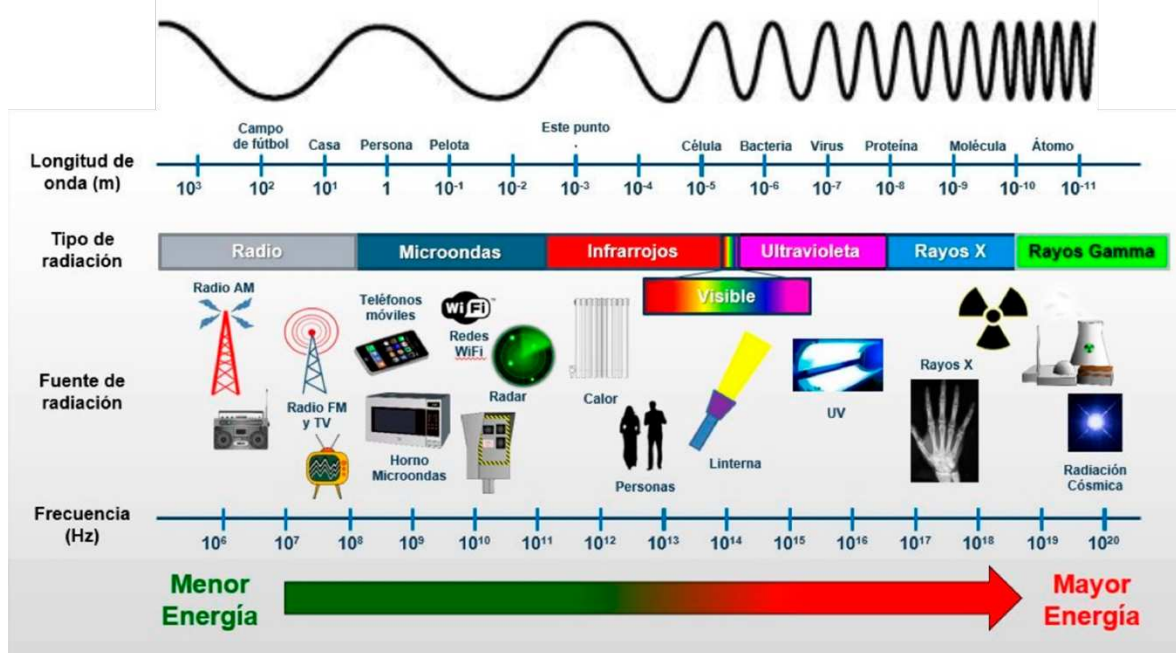 Longitud de
onda (m)
Campo
de fútbol
Casa
Persona
Pelota
Este punto
.
Célula
Bacteria
Virus
Proteína
Molécula
Átomo
10³ 10² 10¹ 1 10⁻¹ 10⁻² 10⁻³ 10⁻⁴ 10⁻⁵ 10⁻⁶ 10⁻⁷ 10⁻⁸ 10⁻⁹ 10⁻¹⁰ 10⁻¹¹
Tipo de
radiación
Radio
Microondas
Infrarrojos
Ultravioleta
Rayos X
Rayos Gamma
Visible
Fuente de
radiación
Radio AM
Radio FM
y TV
Teléfonos
móviles
Horno
Microondas
WiFi
Redes
WiFi
Radar
Calor
Personas
Linterna
UV
Rayos X
Radiación
Cósmica
Frecuencia
(Hz)
10⁶ 10⁷ 10⁸ 10⁹ 10¹⁰ 10¹¹ 10¹² 10¹³ 10¹⁴ 10¹⁵ 10¹⁶ 10¹⁷ 10¹⁸ 10¹⁹ 10²⁰
Menor
Energía
Mayor
Energía